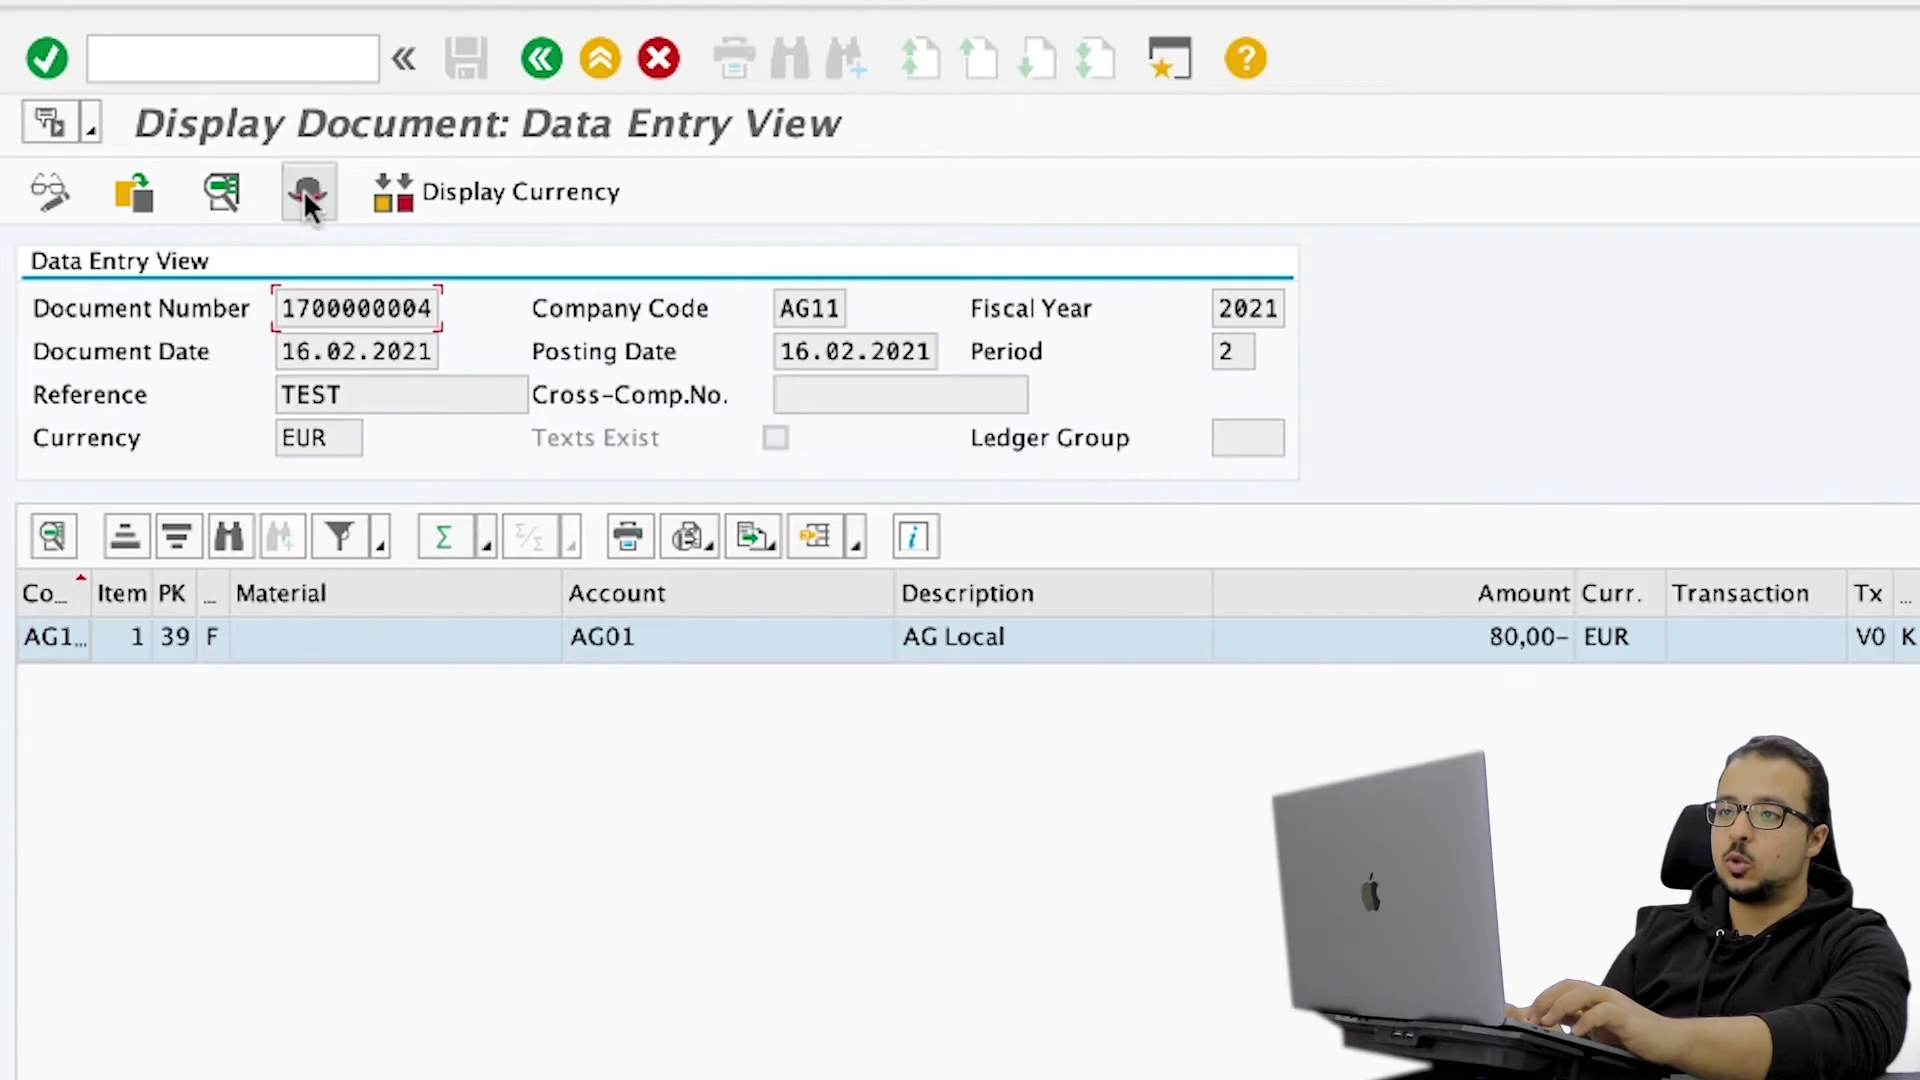 Display Document: Data Entry View
Display Currency
Data Entry View
Document Number 1700000004 Company Code AG11 Fiscal Year 2021
Document Date 16.02.2021 Posting Date 16.02.2021 Period 2
Reference TEST Cross-Comp.No.
Currency EUR Texts Exist Ledger Group
Co_ Item PK ... Material Account Description Amount Curr. Transaction Tx ...
AG1... 1 39 F AG01 AG Local 80,00- EUR V0 K